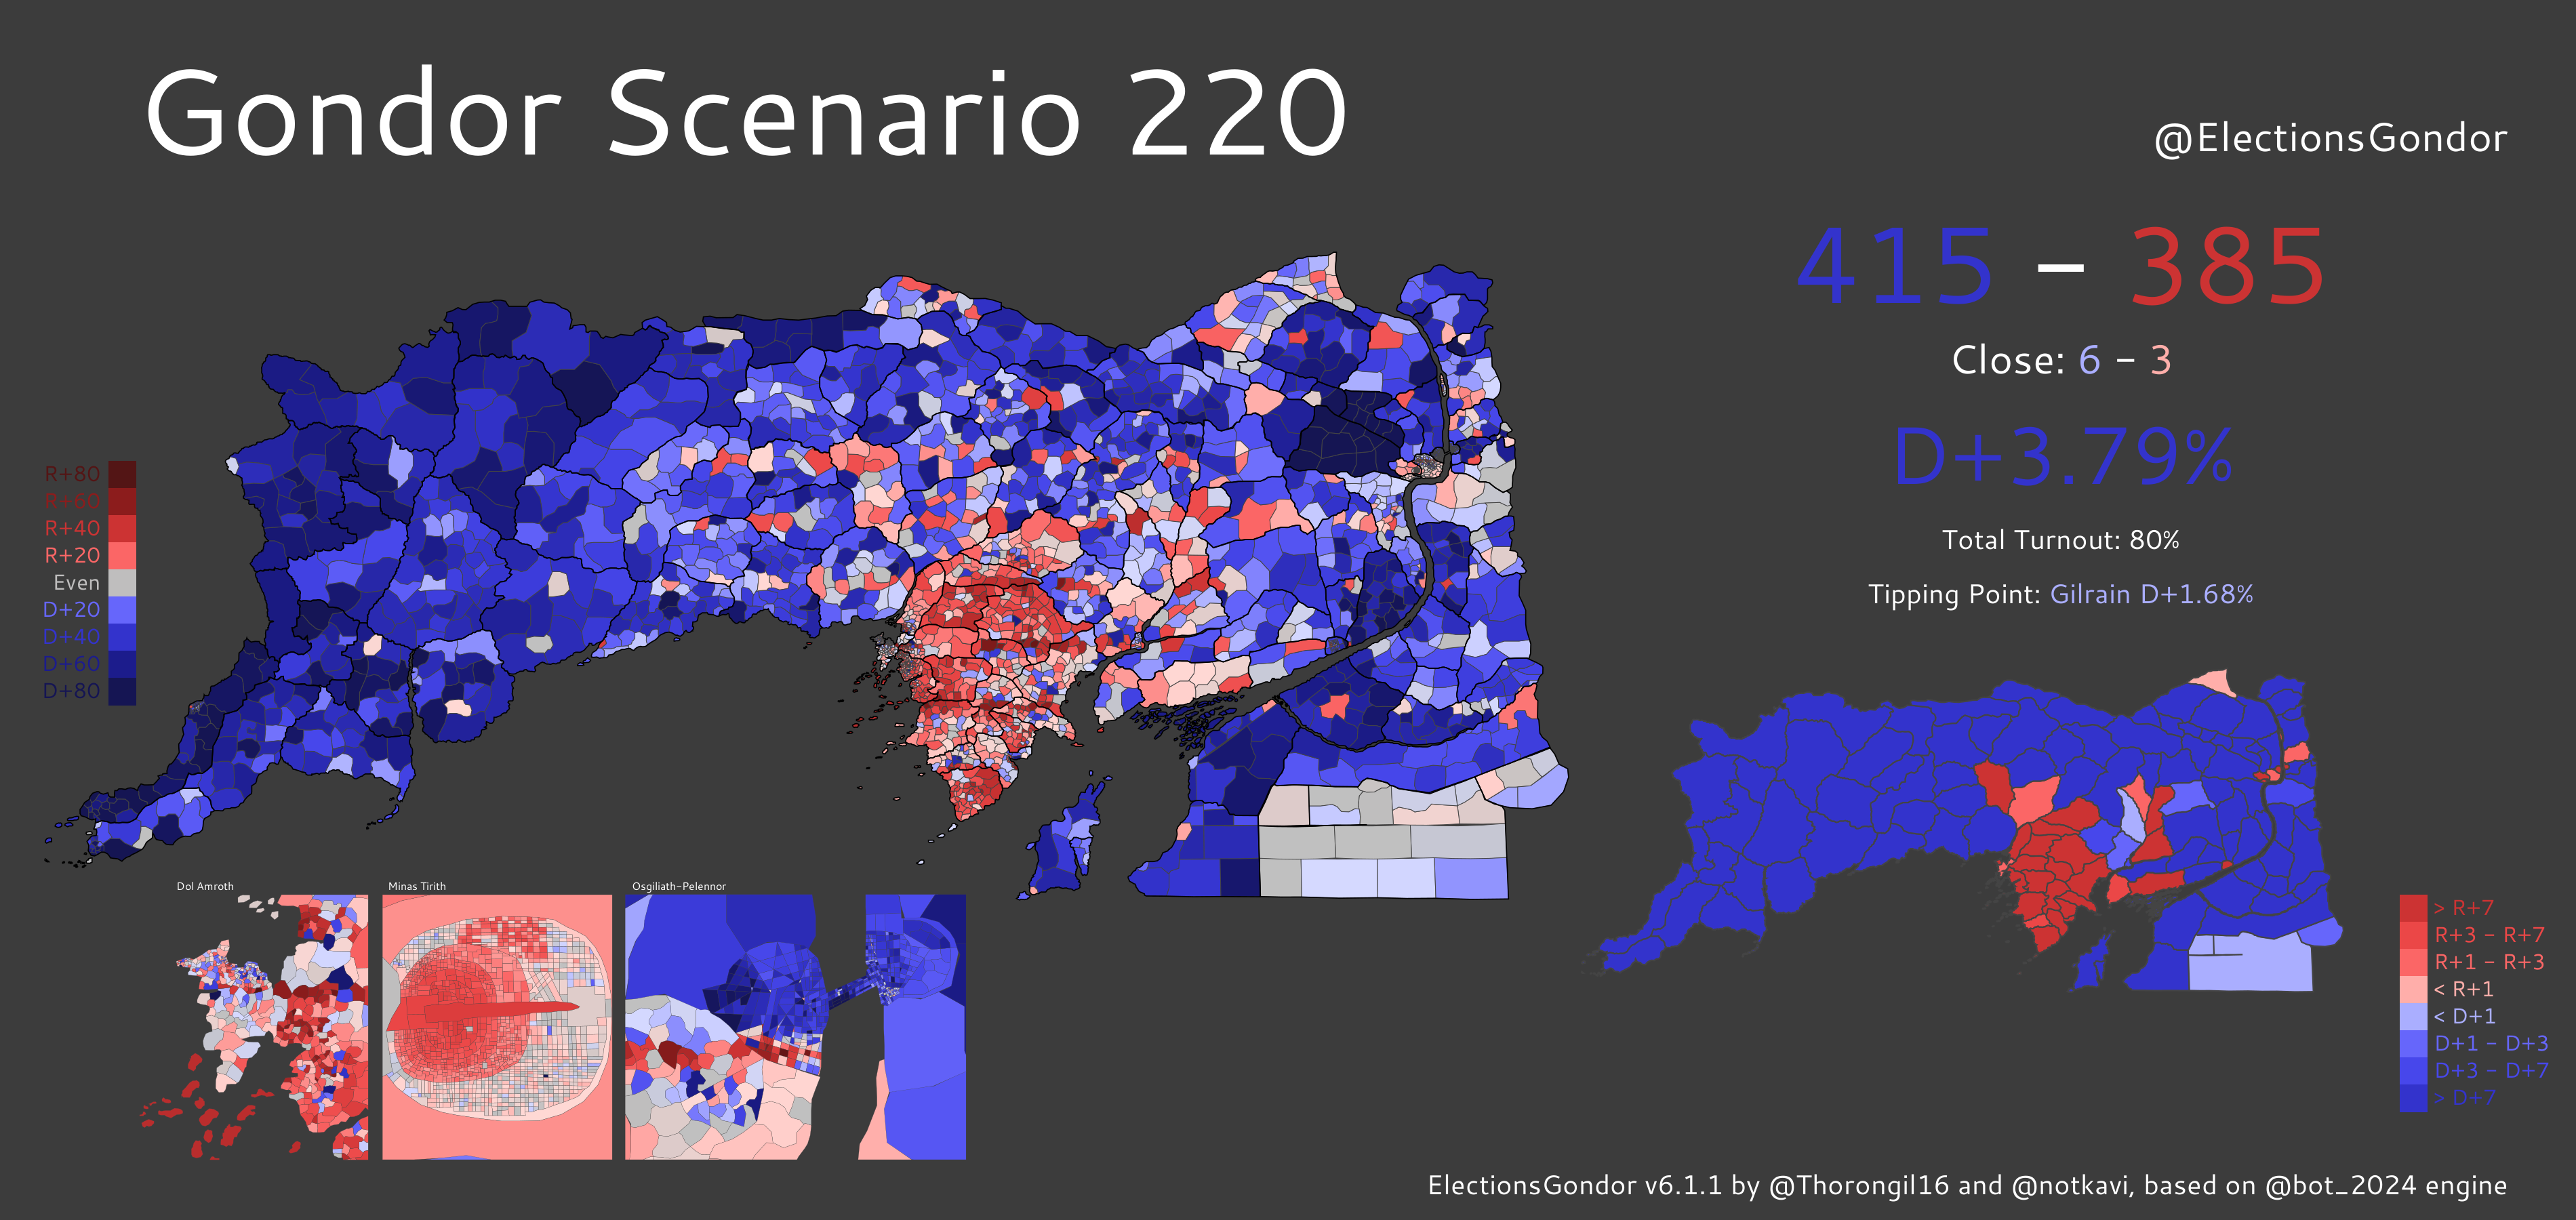 Gondor Scenario 220
@ElectionsGondor
415 – 385
Close: 6 – 3
D+3.79%
Total Turnout: 80%
Tipping Point: Gilrain D+1.68%
R+80
R+60
R+40
R+20
Even
D+20
D+40
D+60
D+80
Dol Amroth
Minas Tirith
Osgiliath-Pelennor
> R+7
R+3 – R+7
R+1 – R+3
< R+1
< D+1
D+1 – D+3
D+3 – D+7
> D+7
ElectionsGondor v6.1.1 by @Thorongil16 and @notkavi, based on @bot_2024 engine